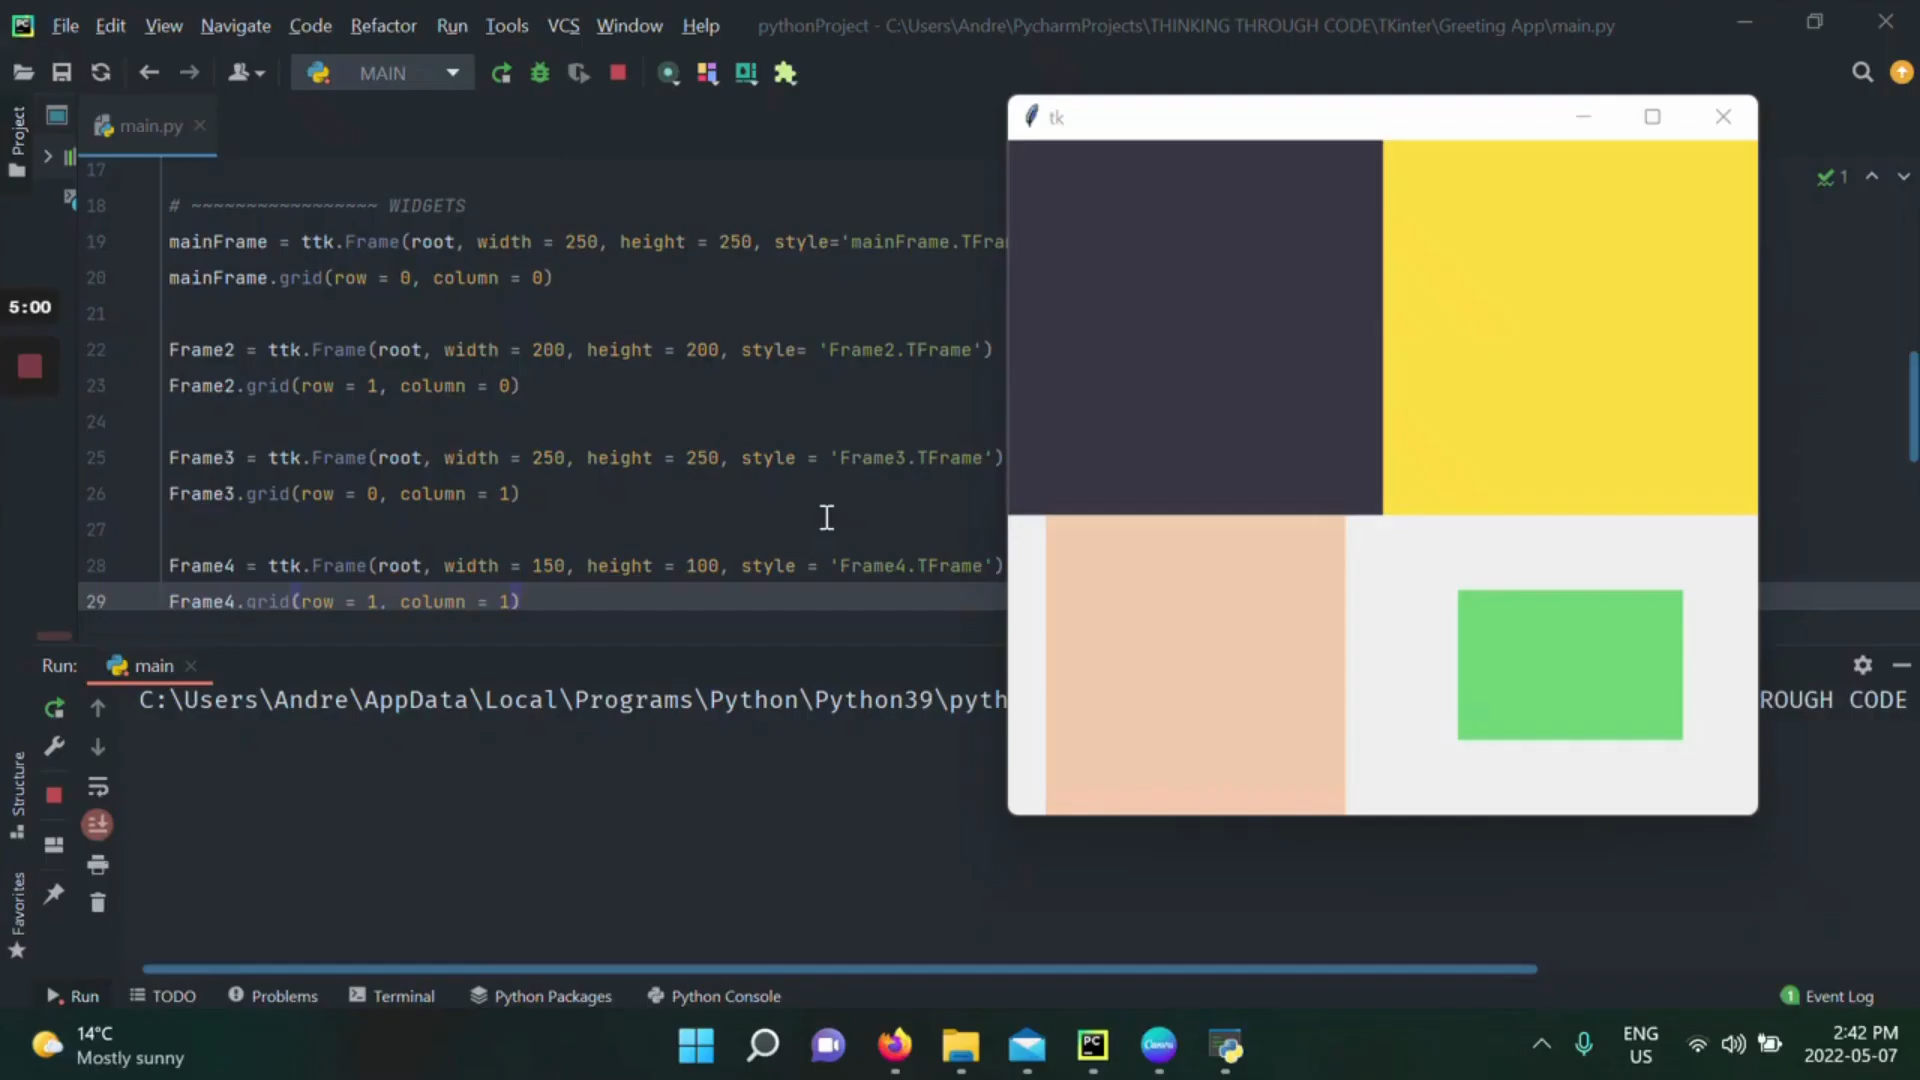 File Edit View Navigate Code Refactor Run Tools VCS Window Help pythonProject - C:\Users\Andre\PycharmProjects\THINKING THROUGH CODE\TKinter\Greeting App\main.py
MAIN
Project
main.py
tk
1
17
18 # ~~~~~~~~~~~~~~~~~ WIDGETS
19 mainFrame = ttk.Frame(root, width = 250, height = 250, style='mainFrame.TFra
20 mainFrame.grid(row = 0, column = 0)
5:00
21
22 Frame2 = ttk.Frame(root, width = 200, height = 200, style= 'Frame2.TFrame')
23 Frame2.grid(row = 1, column = 0)
24
25 Frame3 = ttk.Frame(root, width = 250, height = 250, style = 'Frame3.TFrame')
26 Frame3.grid(row = 0, column = 1)
27
28 Frame4 = ttk.Frame(root, width = 150, height = 100, style = 'Frame4.TFrame')
29 Frame4.grid(row = 1, column = 1)
Run: main
C:\Users\Andre\AppData\Local\Programs\Python\Python39\pyth
ROUGH CODE
Structure
Favorites
Run TODO Problems Terminal Python Packages Python Console
1 Event Log
14°C
Mostly sunny
PC
Canva
ENG
US
2:42 PM
2022-05-07